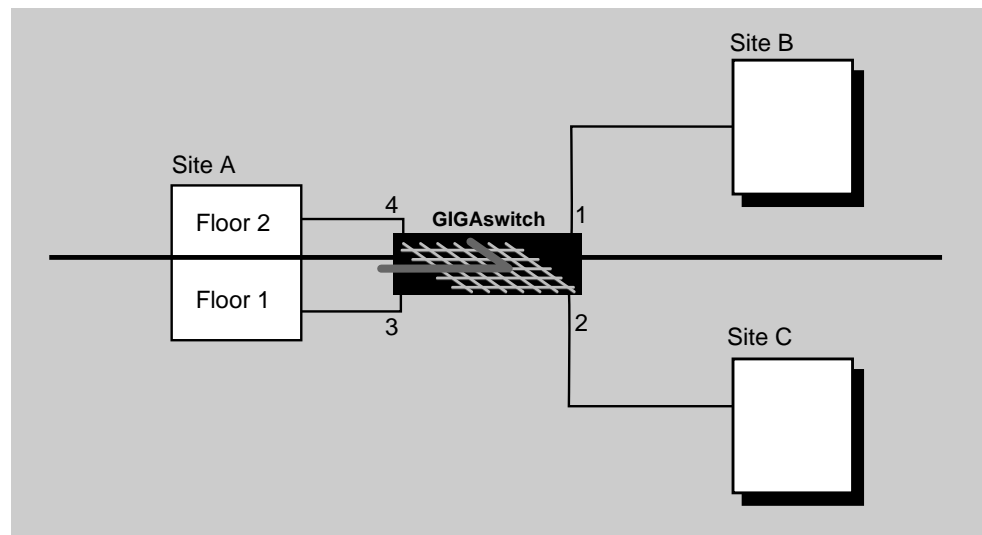 Site B
Site A
4
GIGAswitch
1
Floor 2
Floor 1
3
2
Site C